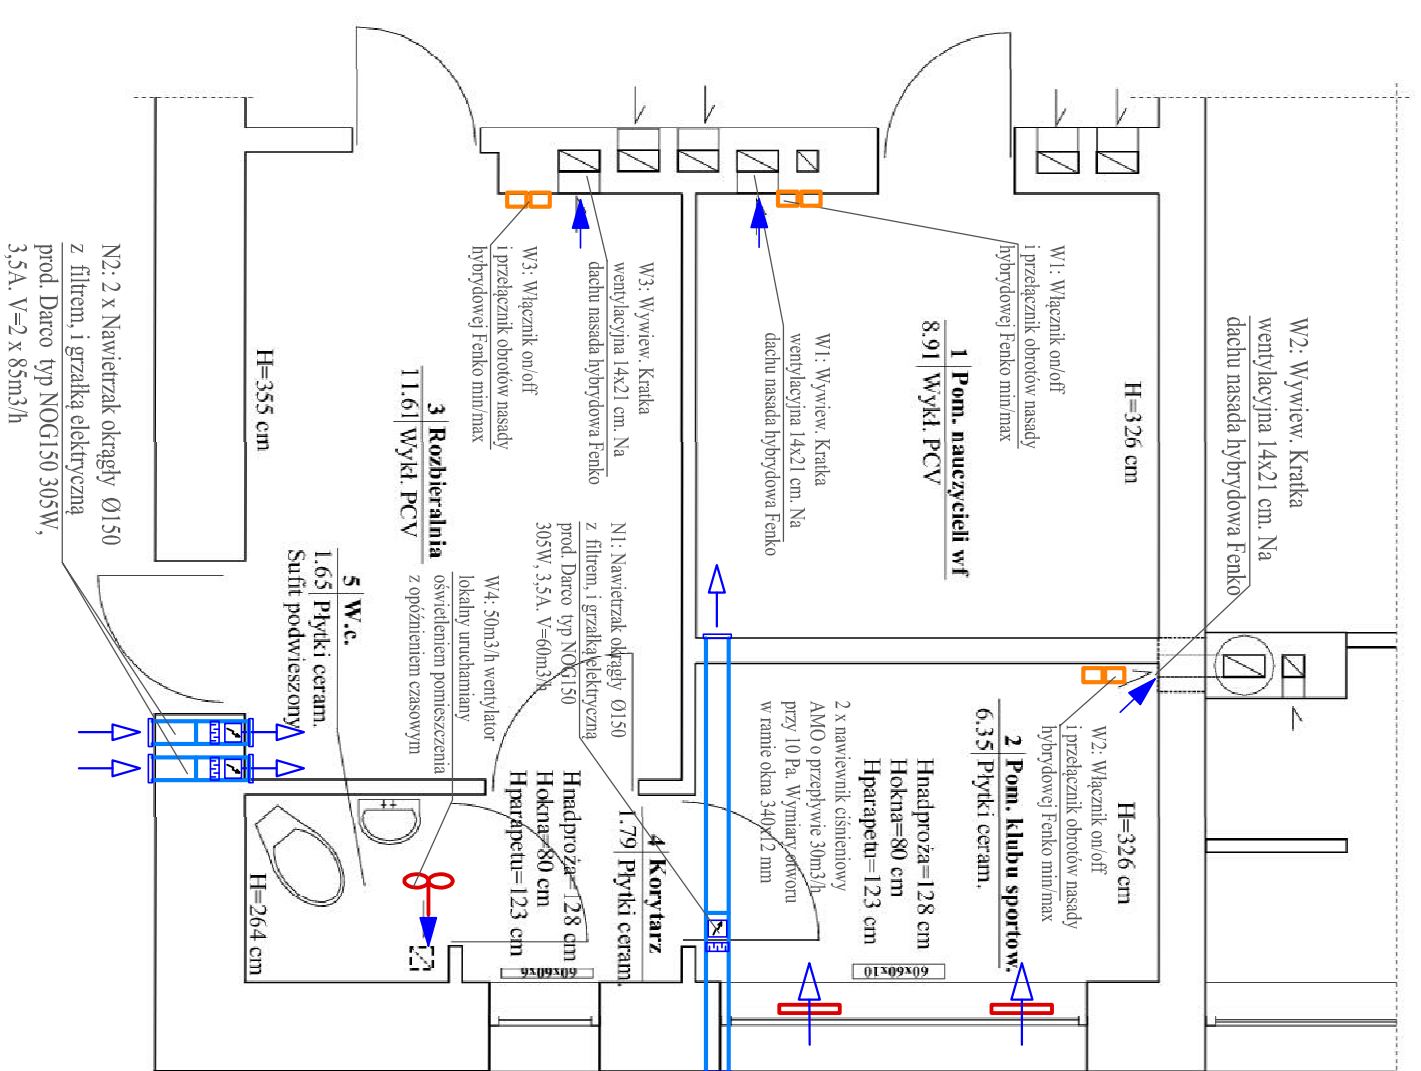 W2: Wywiew. Kratka
wentylacyjna 14x21 cm. Na
dachu nasada hybrydowa Fenko
H=326 cm
W1: Włącznik on/off
i przełącznik obrotów nasady
hybrydowej Fenko min/max
1 Pom. nauczycieli wf
8.91 Wykł. PCV
W1: Wywiew. Kratka
wentylacyjna 14x21 cm. Na
dachu nasada hybrydowa Fenko
W3: Wywiew. Kratka
wentylacyjna 14x21 cm. Na
dachu nasada hybrydowa Fenko
W3: Włącznik on/off
i przełącznik obrotów nasady
hybrydowej Fenko min/max
3 Rozbieralnia
11.61 Wykł. PCV
H=355 cm
N2: 2 x Nawietrzak okrągły Ø150
z filtrem, i grzałką elektryczną
prod. Darco typ NOG150 305W,
3,5A. V=2 x 85m3/h
H=326 cm
W2: Włącznik on/off
i przełącznik obrotów nasady
hybrydowej Fenko min/max
2 Pom. klubu sportow.
6.35 Płytki ceram.
Hnadproża=128 cm
Hokna=80 cm
Hparapetu=123 cm
2 x nawiewnik ciśnieniowy
AMO o przepływie 30m3/h
przy 10 Pa. Wymiary otworu
w ramie okna 340x12 mm
60x60x10
N1: Nawietrzak okrągły Ø150
z filtrem, i grzałką elektryczną
prod. Darco typ NOG150
305W, 3,5A. V=60m3/h
4 Korytarz
1.79 Płytki ceram.
Hnadproża=128 cm
Hokna=80 cm
Hparapetu=123 cm
60x60x6
W4: 50m3/h wentylator
lokalny uruchamiany
oświetleniem pomieszczenia
z opóźnieniem czasowym
5 W.c.
1.65 Płytki ceram.
Sufit podwieszony
H=264 cm